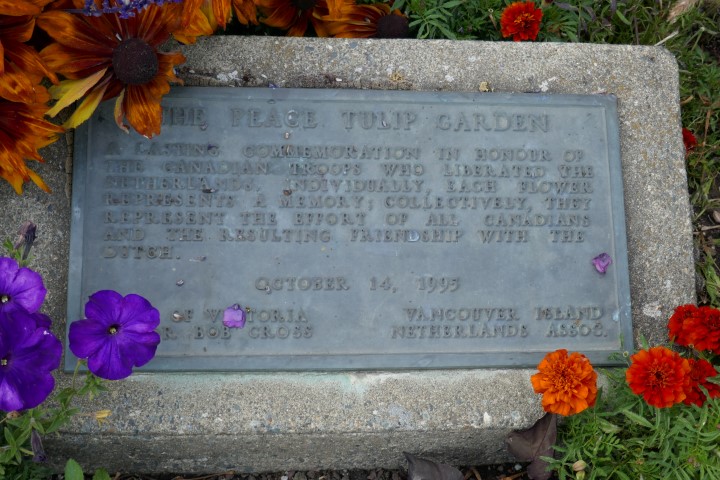 THE PEACE TULIP GARDEN
A LASTING COMMEMORATION IN HONOUR OF
THE CANADIAN TROOPS WHO LIBERATED THE
NETHERLANDS. INDIVIDUALLY, EACH FLOWER
REPRESENTS A MEMORY; COLLECTIVELY, THEY
REPRESENT THE EFFORT OF ALL CANADIANS
AND THE RESULTING FRIENDSHIP WITH THE
DUTCH.
OCTOBER 14, 1995
OF VICTORIA VANCOUVER ISLAND
BOB CROSS NETHERLANDS ASSOC.